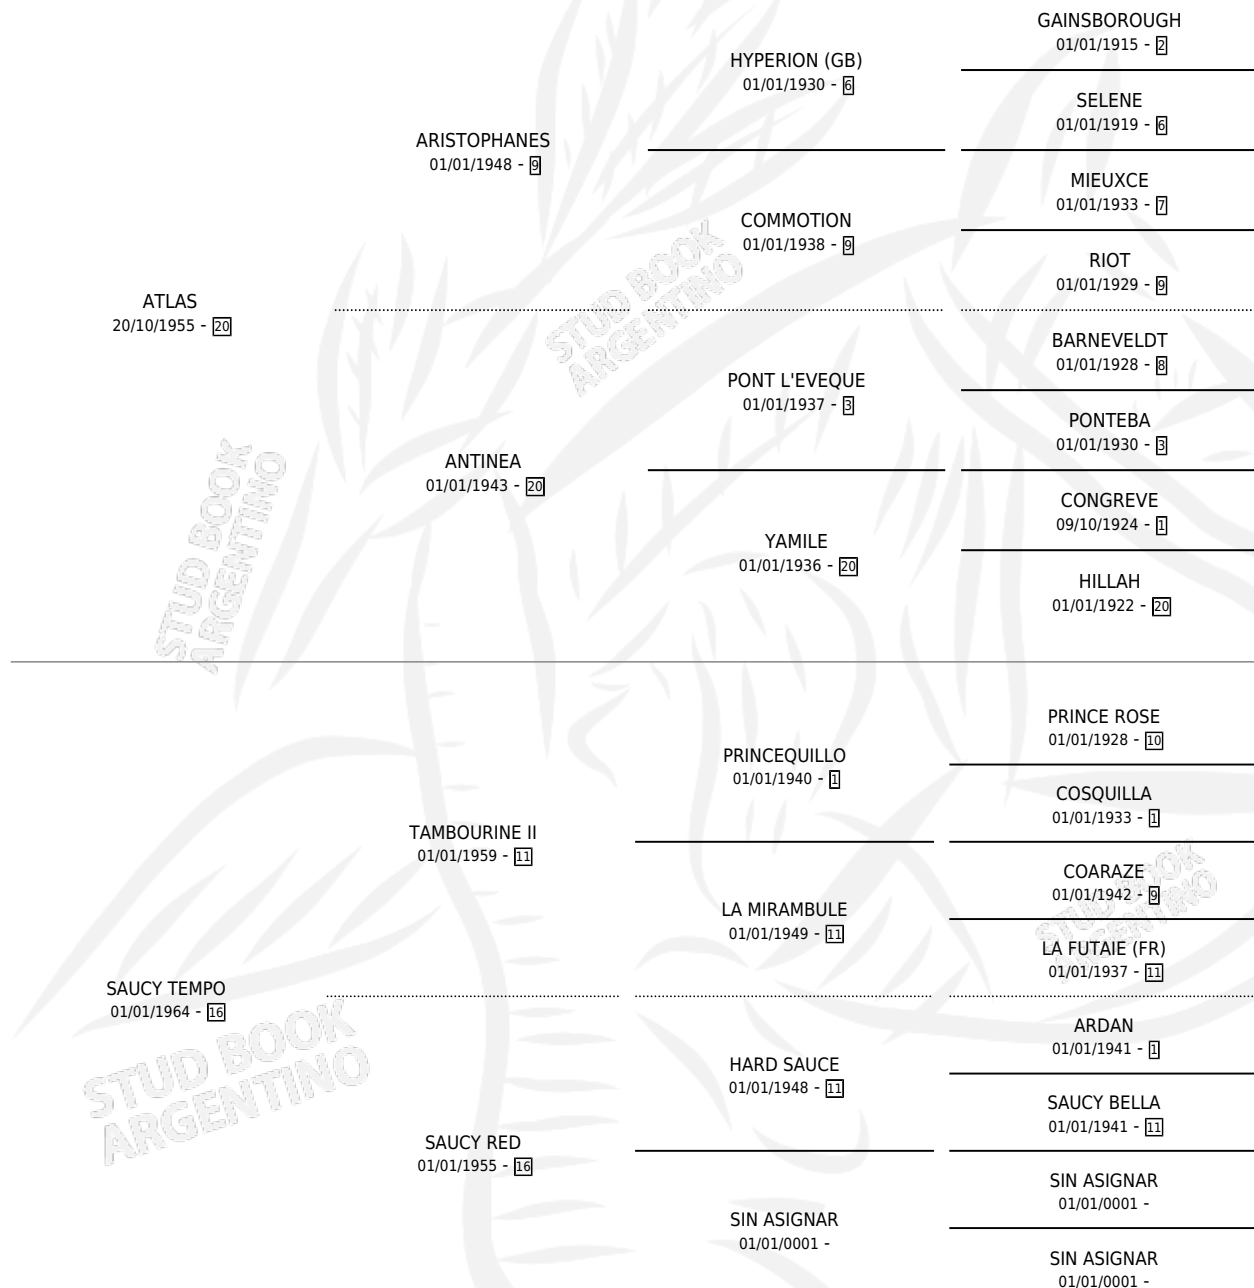 GAINSBOROUGH
01/01/1915 - 2
HYPERION (GB)
01/01/1930 - 6
SELENE
01/01/1919 - 6
ARISTOPHANES
01/01/1948 - 9
MIEUXCE
01/01/1933 - 7
COMMOTION
01/01/1938 - 9
RIOT
01/01/1929 - 9
ATLAS
20/10/1955 - 20
STUD BOOK
ARGENTINO
BARNEVELDT
01/01/1928 - 8
PONT L'EVEQUE
01/01/1937 - 3
PONTEBA
01/01/1930 - 3
ANTINEA
01/01/1943 - 20
CONGREVE
09/10/1924 - 1
YAMILE
01/01/1936 - 20
HILLAH
01/01/1922 - 20
STUD BOOK
ARGENTINO
PRINCE ROSE
01/01/1928 - 10
PRINCEQUILLO
01/01/1940 - 1
COSQUILLA
01/01/1933 - 1
TAMBOURINE II
01/01/1959 - 11
COARAZE
01/01/1942 - 9
LA MIRAMBULE
01/01/1949 - 11
LA FUTAIE (FR)
01/01/1937 - 11
STUD BOOK
ARGENTINO
SAUCY TEMPO
01/01/1964 - 16
STUD BOOK
ARGENTINO
ARDAN
01/01/1941 - 1
HARD SAUCE
01/01/1948 - 11
SAUCY BELLA
01/01/1941 - 11
SAUCY RED
01/01/1955 - 16
SIN ASIGNAR
01/01/0001 -
SIN ASIGNAR
01/01/0001 -
SIN ASIGNAR
01/01/0001 -